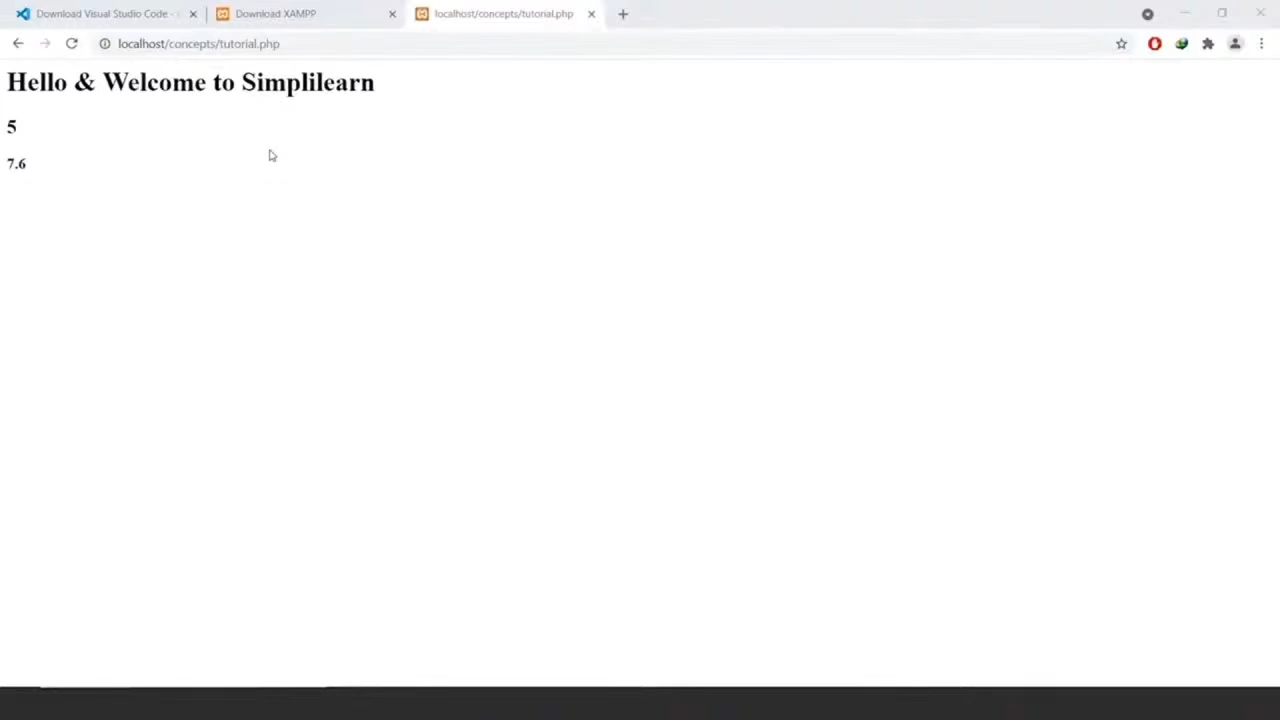 Download Visual Studio Code -
Download XAMPP
localhost/concepts/tutorial.php
localhost/concepts/tutorial.php
Hello & Welcome to Simplilearn
5
7.6